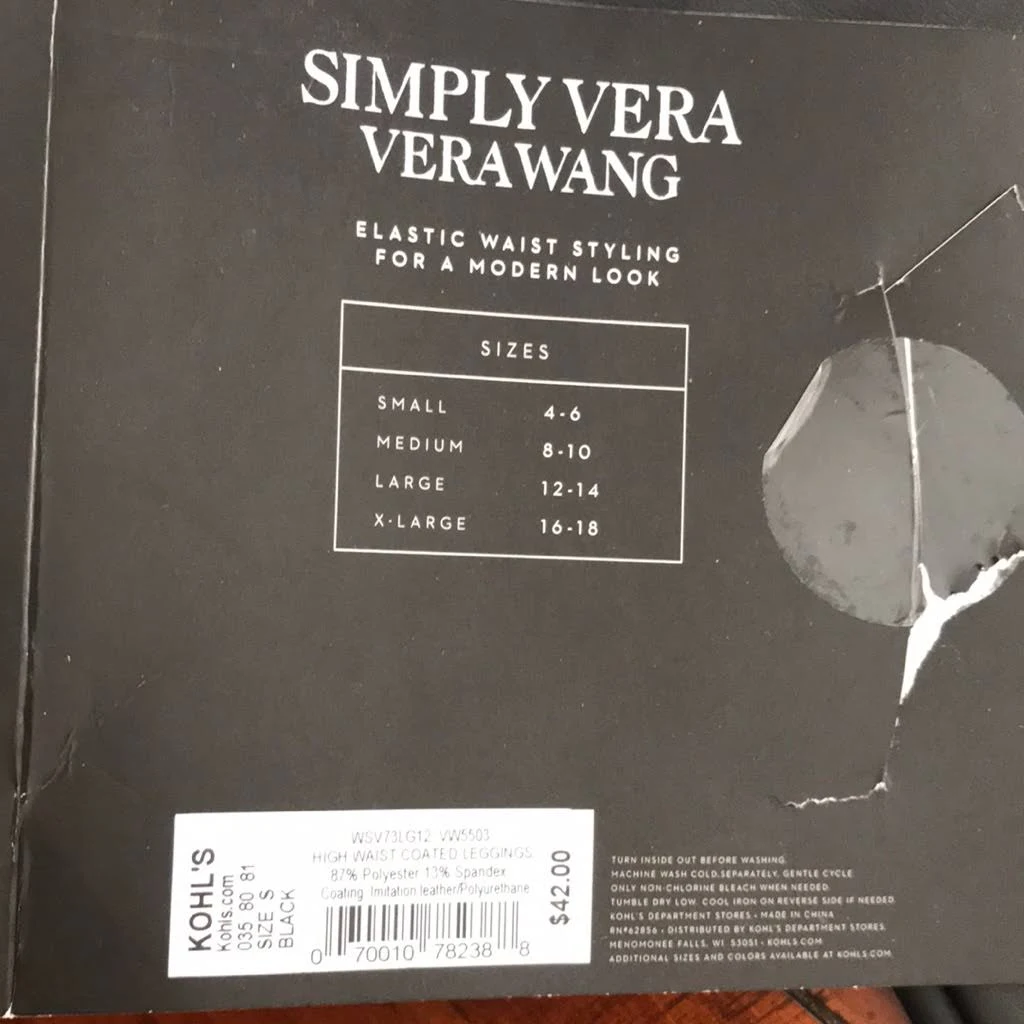 SIMPLY VERA
VERAWANG
ELASTIC WAIST STYLING
FOR A MODERN LOOK
SIZES
SMALL 4-6
MEDIUM 8-10
LARGE 12-14
X-LARGE 16-18
KOHL'S
Kohls.com
035 80 81
SIZE S
BLACK
WSV73LG12 VW5503
HIGH WAIST COATED LEGGINGS
87% Polyester 13% Spandex
Coating Imitation leather/Polyurethane
0 70010 78238 8
$42.00
TURN INSIDE OUT BEFORE WASHING.
MACHINE WASH COLD,SEPARATELY, GENTLE CYCLE
ONLY NON-CHLORINE BLEACH WHEN NEEDED.
TUMBLE DRY LOW. COOL IRON ON REVERSE SIDE IF NEEDED.
KOHL'S DEPARTMENT STORES • MADE IN CHINA
RN#62856 • DISTRIBUTED BY KOHL'S DEPARTMENT STORES,
MENOMONEE FALLS, WI 53051 • KOHLS.COM
ADDITIONAL SIZES AND COLORS AVAILABLE AT KOHLS.COM